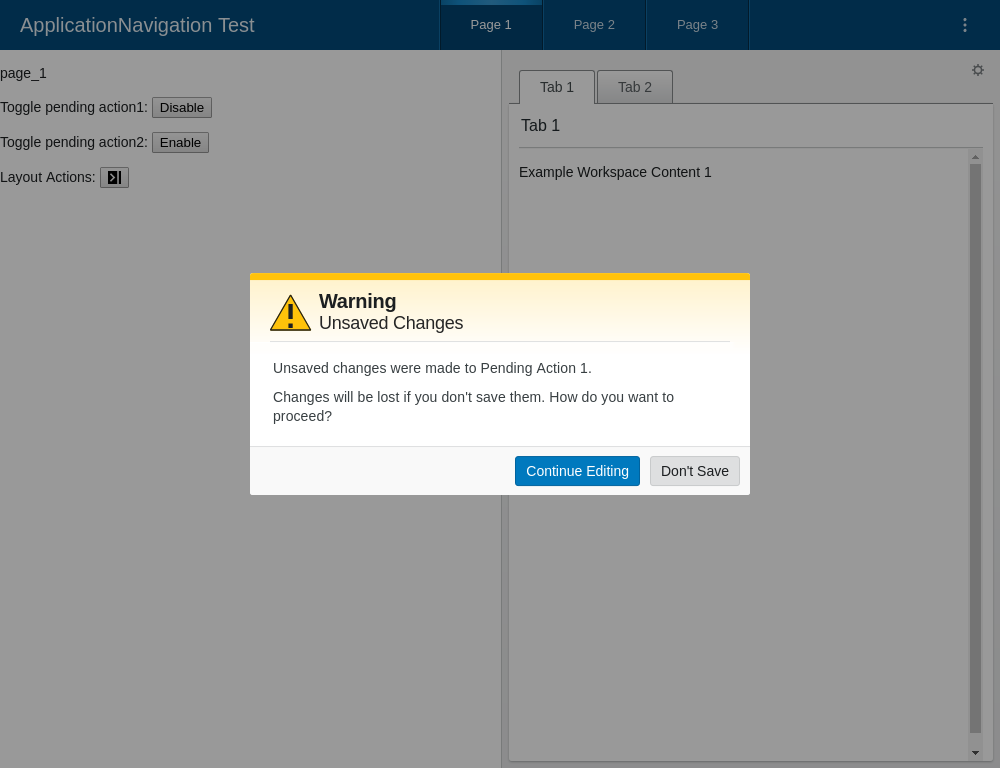 ApplicationNavigation Test
Page 1
Page 2
Page 3
page_1
Toggle pending action1: Disable
Toggle pending action2: Enable
Layout Actions:
Tab 1
Tab 2
Tab 1
Example Workspace Content 1
Warning
Unsaved Changes
Unsaved changes were made to Pending Action 1.
Changes will be lost if you don't save them. How do you want to
proceed?
Continue Editing
Don't Save